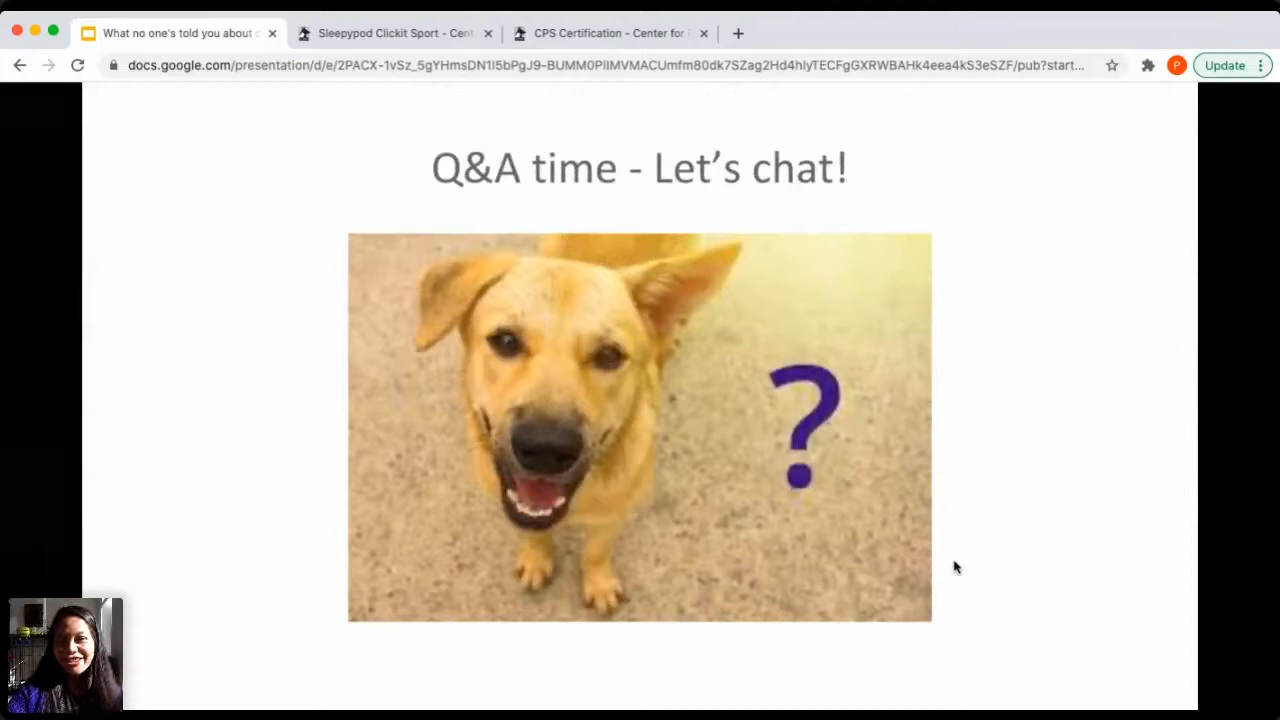 What no one's told you about
Sleepypod Clickit Sport - Cent
CPS Certification - Center for
docs.google.com/presentation/d/e/2PACX-1vSz_5gYHmsDN1I5bPgJ9-BUMM0PIIMVMACUmfm80dk7SZag2Hd4hlyTECFgGXRWBAHk4eea4kS3eSZF/pub?start...
P
Update
Q&A time - Let's chat!
?